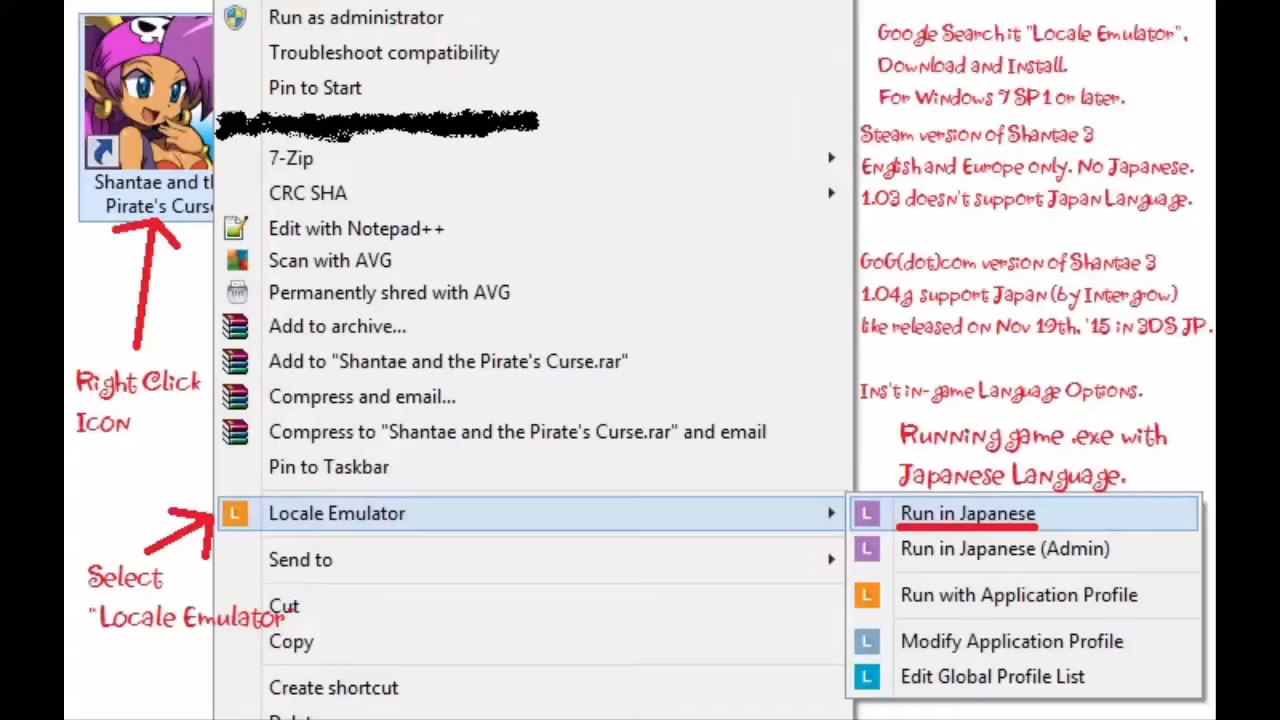 Run as administrator
Troubleshoot compatibility
Pin to Start
7-Zip
CRC SHA
Edit with Notepad++
Scan with AVG
Permanently shred with AVG
Add to archive...
Add to "Shantae and the Pirate's Curse.rar"
Compress and email...
Compress to "Shantae and the Pirate's Curse.rar" and email
Pin to Taskbar
Locale Emulator
Send to
Cut
Copy
Create shortcut
Shantae and th
Pirate's Curse
Right Click
Icon
Select
"Locale Emulator"
Google Search it "Locale Emulator",
Download and Install.
For Windows 7 SP1 or later.
Steam version of Shantae 3
English and Europe only. No Japanese.
1.03 doesn't support Japan Language.
GoG(dot)com version of Shantae 3
1.04g support Japan (by Intergrow)
like released on Nov 19th, '15 in 3DS JP.
Ins't in-game Language Options.
Running game .exe with
Japanese Language.
Run in Japanese
Run in Japanese (Admin)
Run with Application Profile
Modify Application Profile
Edit Global Profile List